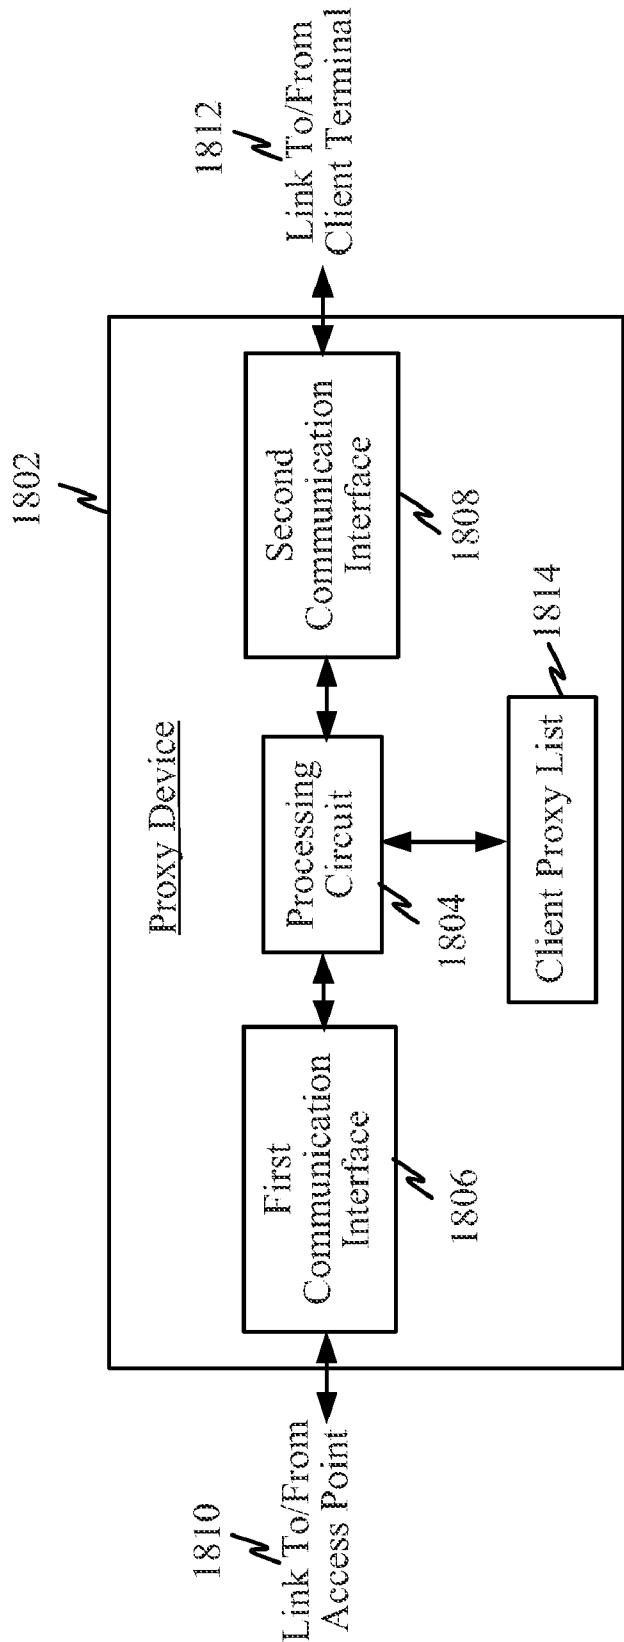 1802
Proxy Device
1810
Link To/From
Access Point
First
Communication
Interface
1806
Processing
Circuit
1804
Second
Communication
Interface
1808
1812
Link To/From
Client Terminal
Client Proxy List
1814